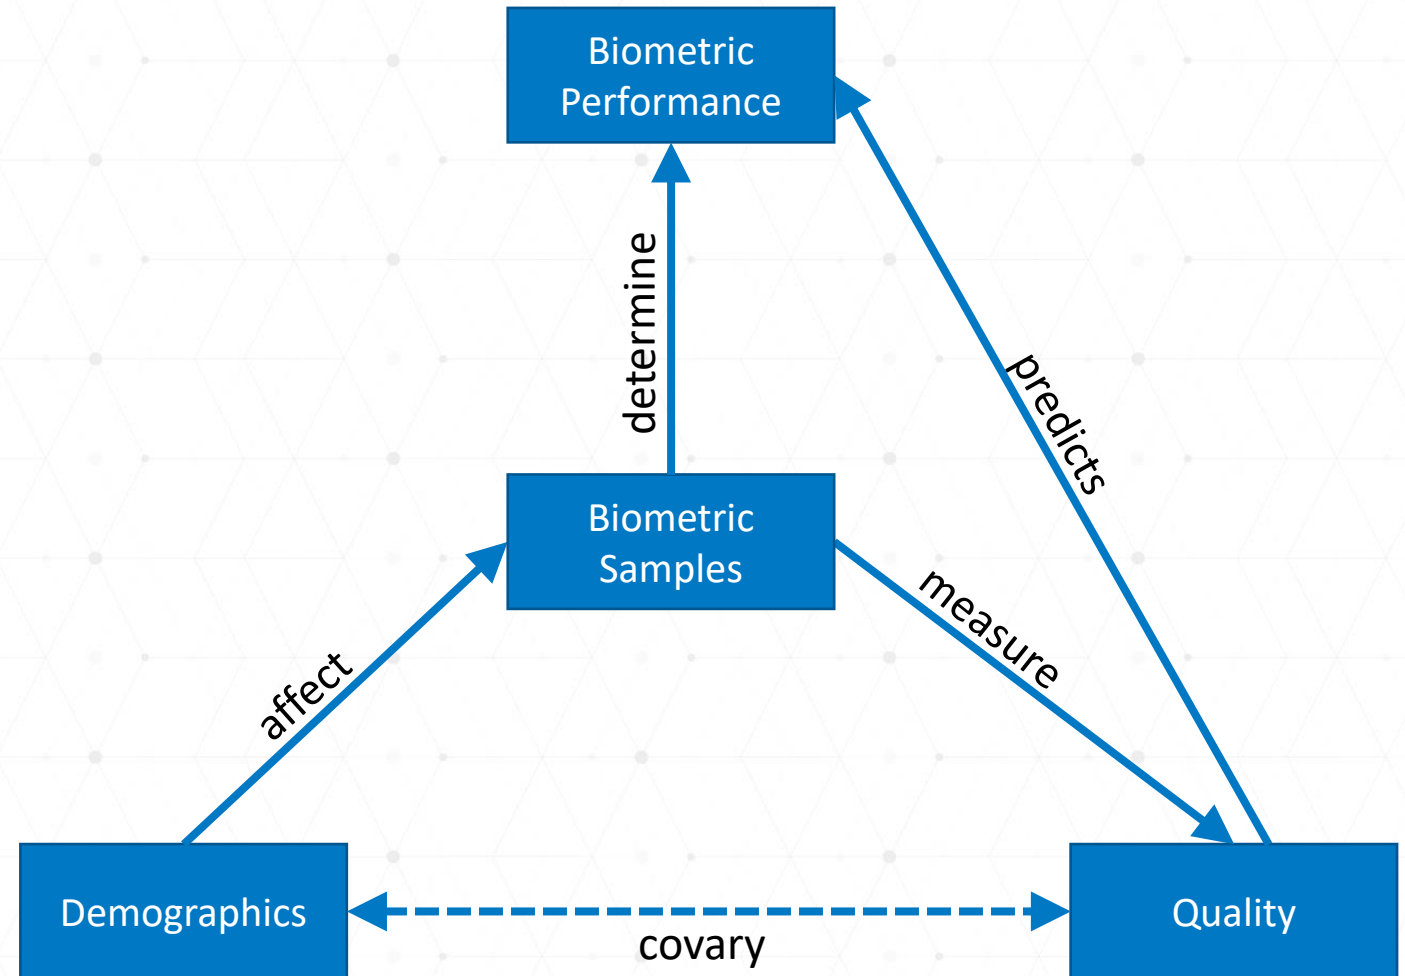 Biometric
Performance
determine
predicts
Biometric
Samples
measure
affect
Demographics
covary
Quality